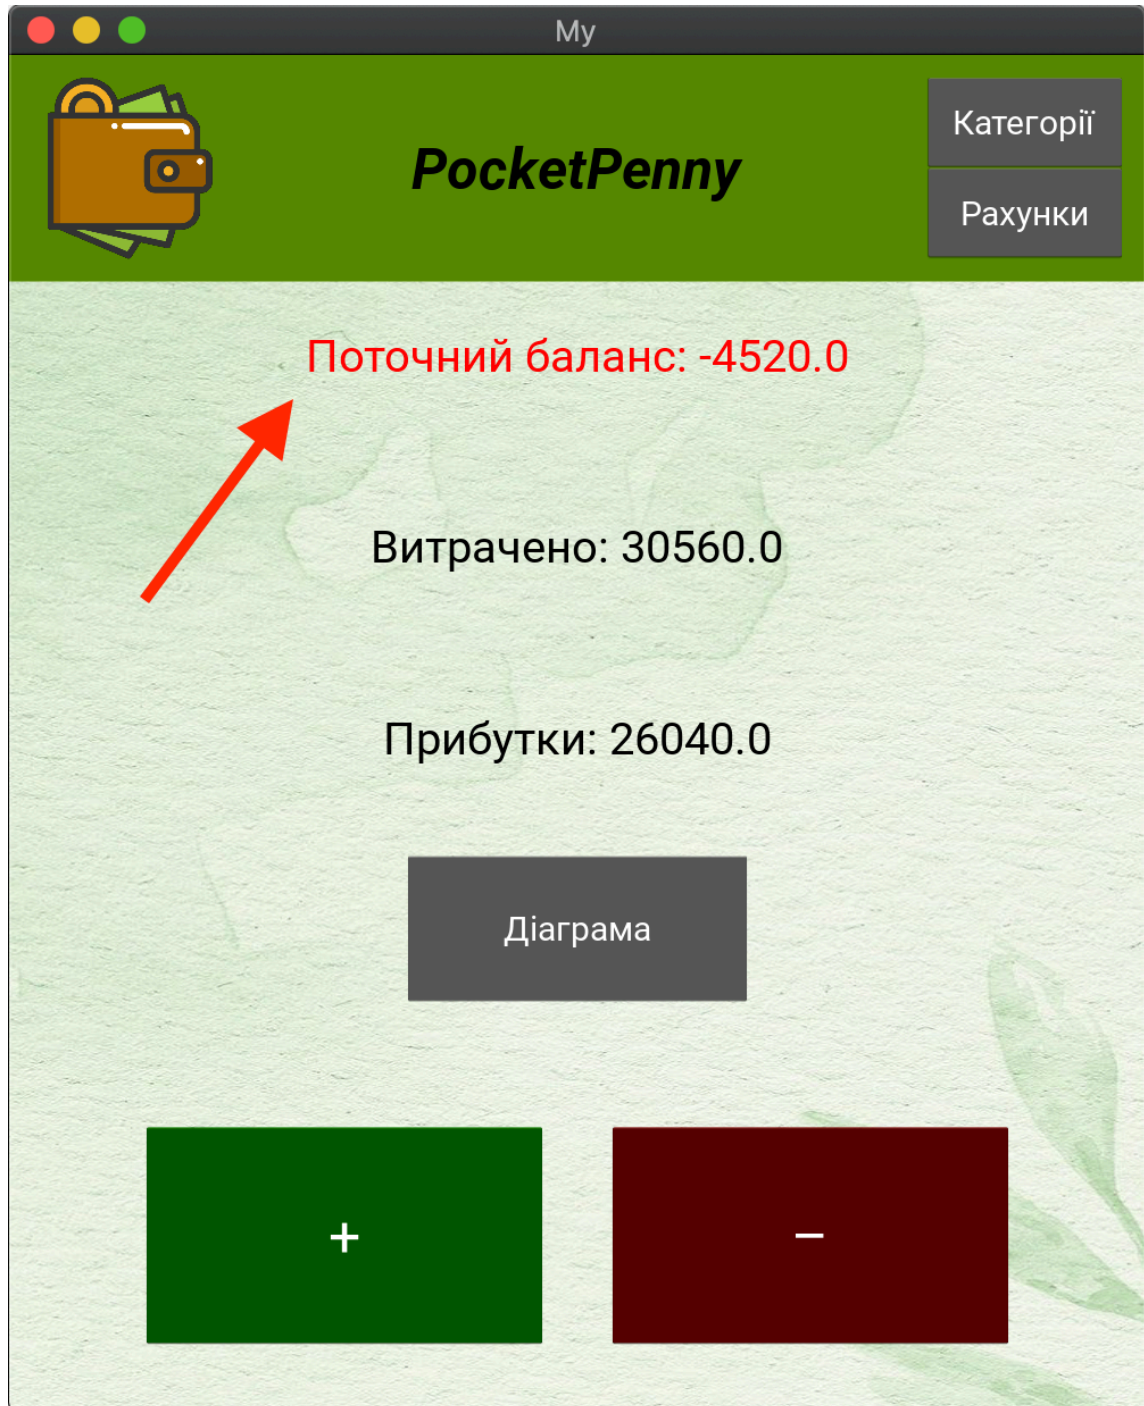 My
PocketPenny
Категорії
Рахунки
Поточний баланс: -4520.0
Витрачено: 30560.0
Прибутки: 26040.0
Діаграма
+
–